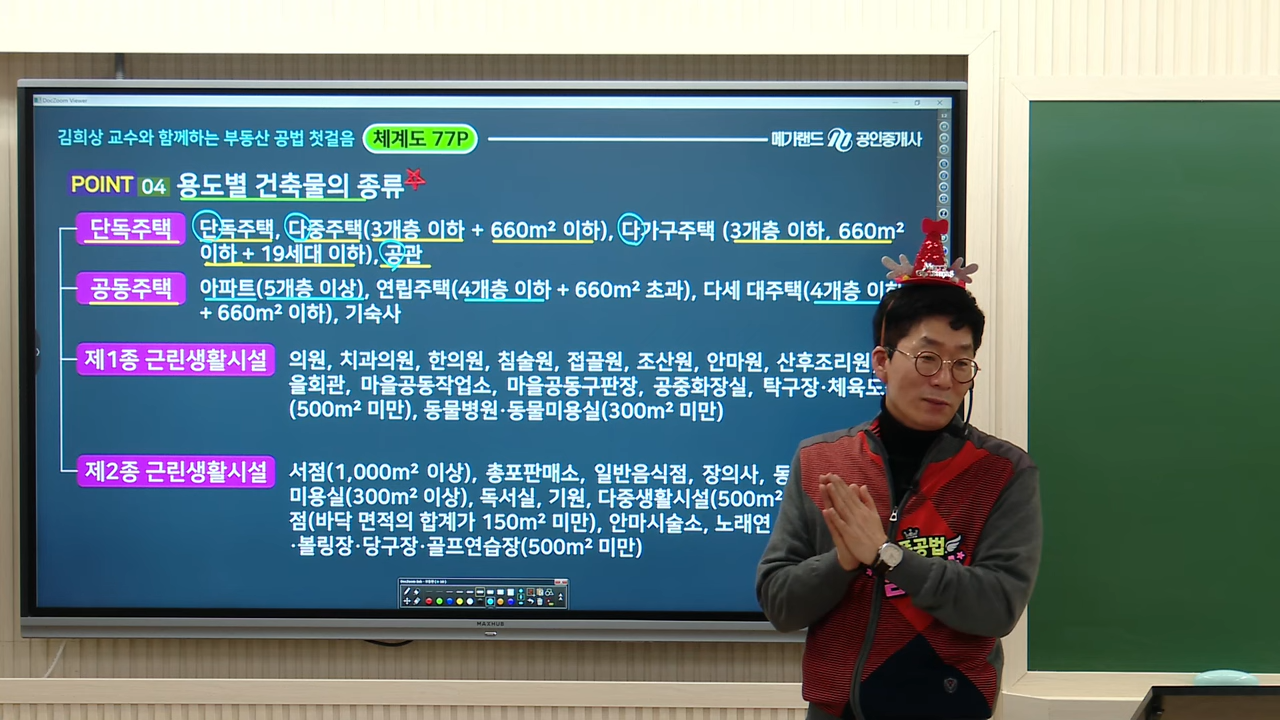 DocZoom Viewer
김희상 교수와 함께하는 부동산 공법 첫걸음 체계도 77P 메가랜드 공인중개사
POINT 04 용도별 건축물의 종류
단독주택 단독주택, 다중주택(3개층 이하 + 660m² 이하), 다가구주택 (3개층 이하, 660m²
이하 + 19세대 이하), 공관
공동주택 아파트(5개층 이상), 연립주택(4개층 이하 + 660m² 초과), 다세 대주택(4개층 이하
+ 660m² 이하), 기숙사
제1종 근린생활시설 의원, 치과의원, 한의원, 침술원, 접골원, 조산원, 안마원, 산후조리원
을회관, 마을공동작업소, 마을공동구판장, 공중화장실, 탁구장·체육도
(500m² 미만), 동물병원·동물미용실(300m² 미만)
제2종 근린생활시설 서점(1,000m² 이상), 총포판매소, 일반음식점, 장의사, 동
미용실(300m² 이상), 독서실, 기원, 다중생활시설(500m²
점(바닥 면적의 합계가 150m² 미만), 안마시술소, 노래연
·볼링장·당구장·골프연습장(500m² 미만)
MAXHUB
Merry Christmas
공법